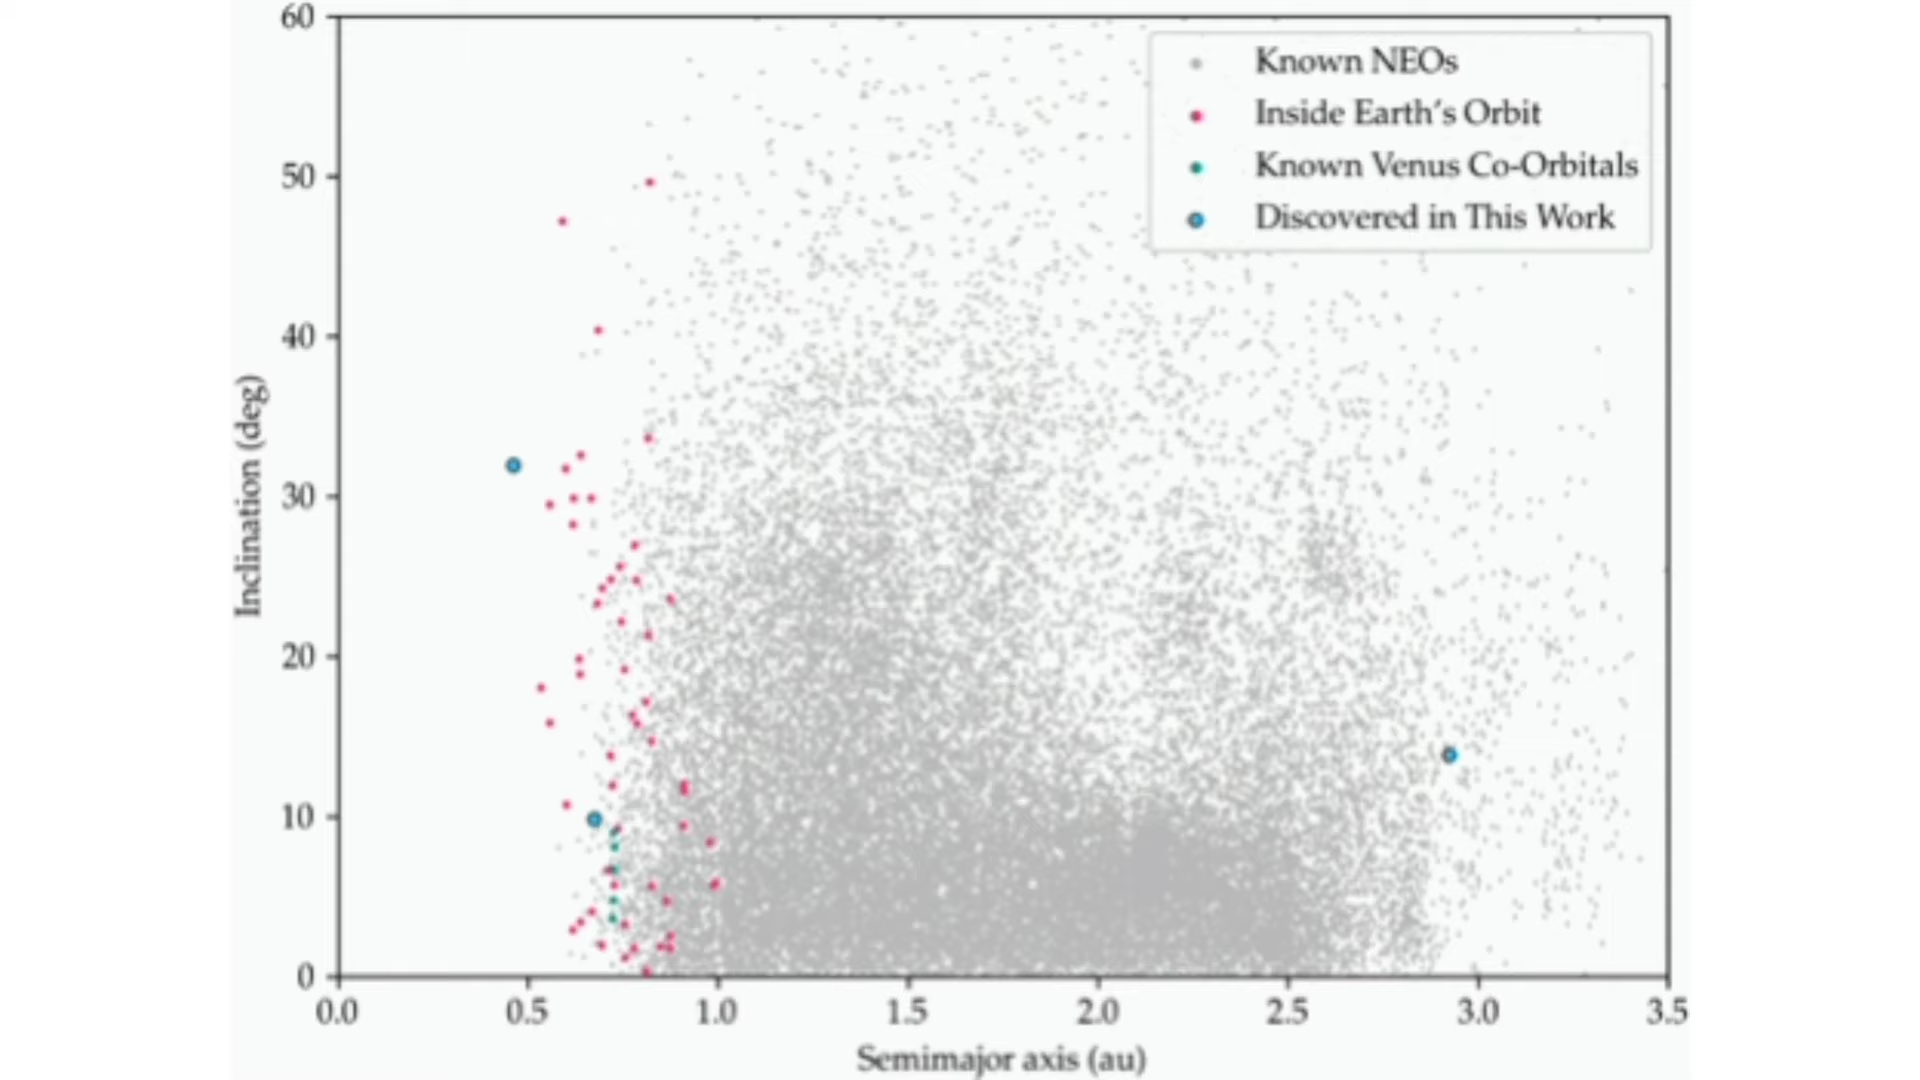 60
Known NEOs
Inside Earth's Orbit
Known Venus Co-Orbitals
Discovered in This Work
50
40
30
20
10
0
Inclination (deg)
0.0 0.5 1.0 1.5 2.0 2.5 3.0 3.5
Semimajor axis (au)